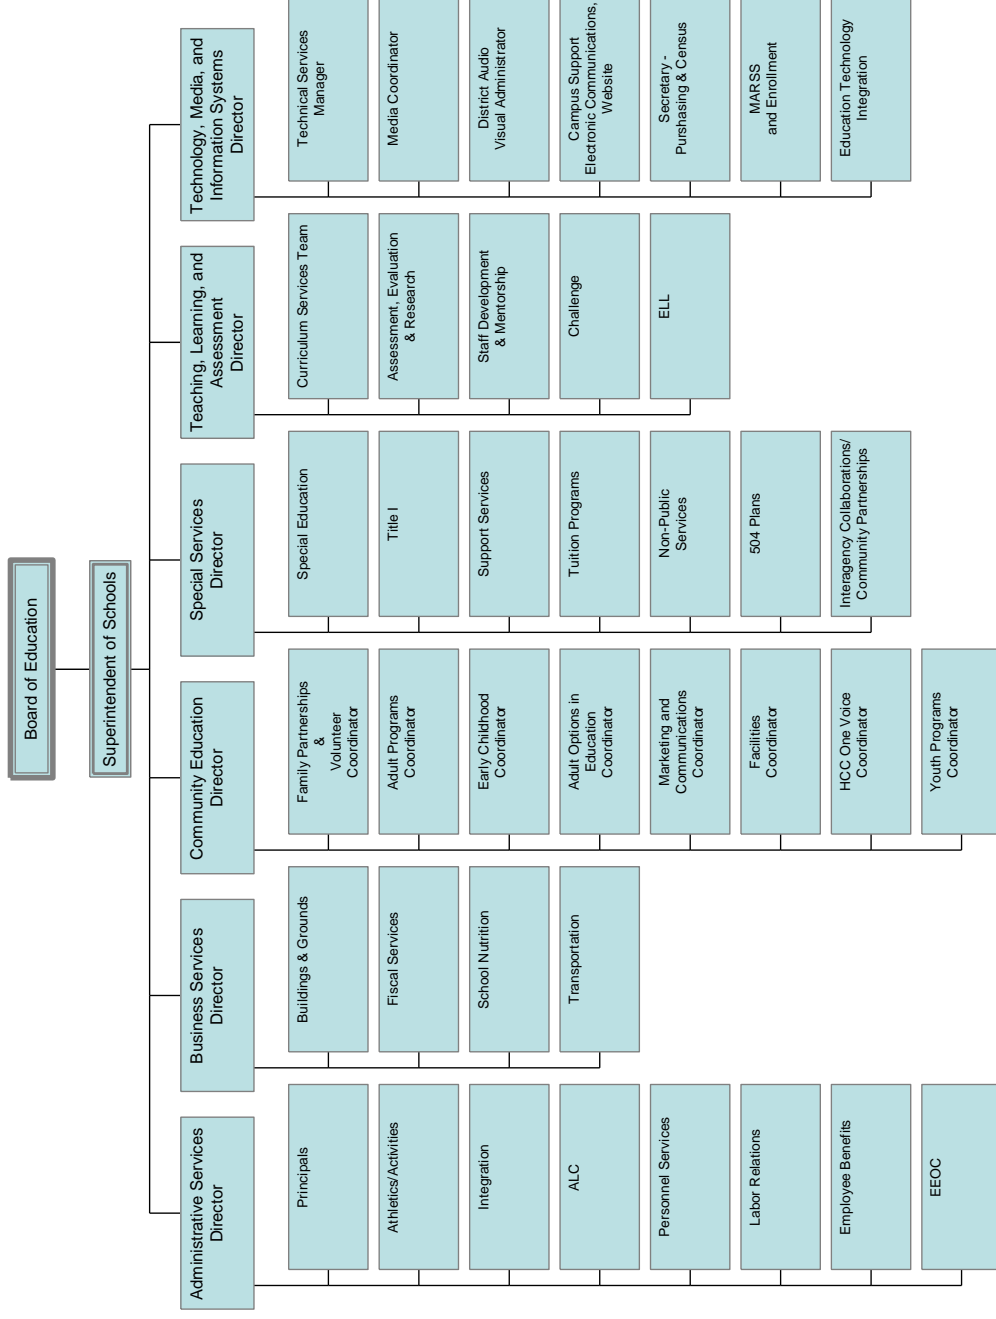 Board of Education
Superintendent of Schools
Administrative Services
Director
Principals
Athletics/Activities
Integration
ALC
Personnel Services
Labor Relations
Employee Benefits
EEOC
Business Services
Director
Buildings & Grounds
Fiscal Services
School Nutrition
Transportation
Community Education
Director
Family Partnerships
&
Volunteer
Coordinator
Adult Programs
Coordinator
Early Childhood
Coordinator
Adult Options in
Education
Coordinator
Marketing and
Communications
Coordinator
Facilities
Coordinator
HCC One Voice
Coordinator
Youth Programs
Coordinator
Special Services
Director
Special Education
Title I
Support Services
Tuition Programs
Non-Public
Services
504 Plans
Interagency Collaborations/
Community Partnerships
Teaching, Learning, and
Assessment
Director
Curriculum Services Team
Assessment, Evaluation
& Research
Staff Development
& Mentorship
Challenge
ELL
Technology, Media, and
Information Systems
Director
Technical Services
Manager
Media Coordinator
District Audio
Visual Administrator
Campus Support
Electronic Communications,
Website
Secretary -
Purshasing & Census
MARSS
and Enrollment
Education Technology
Integration